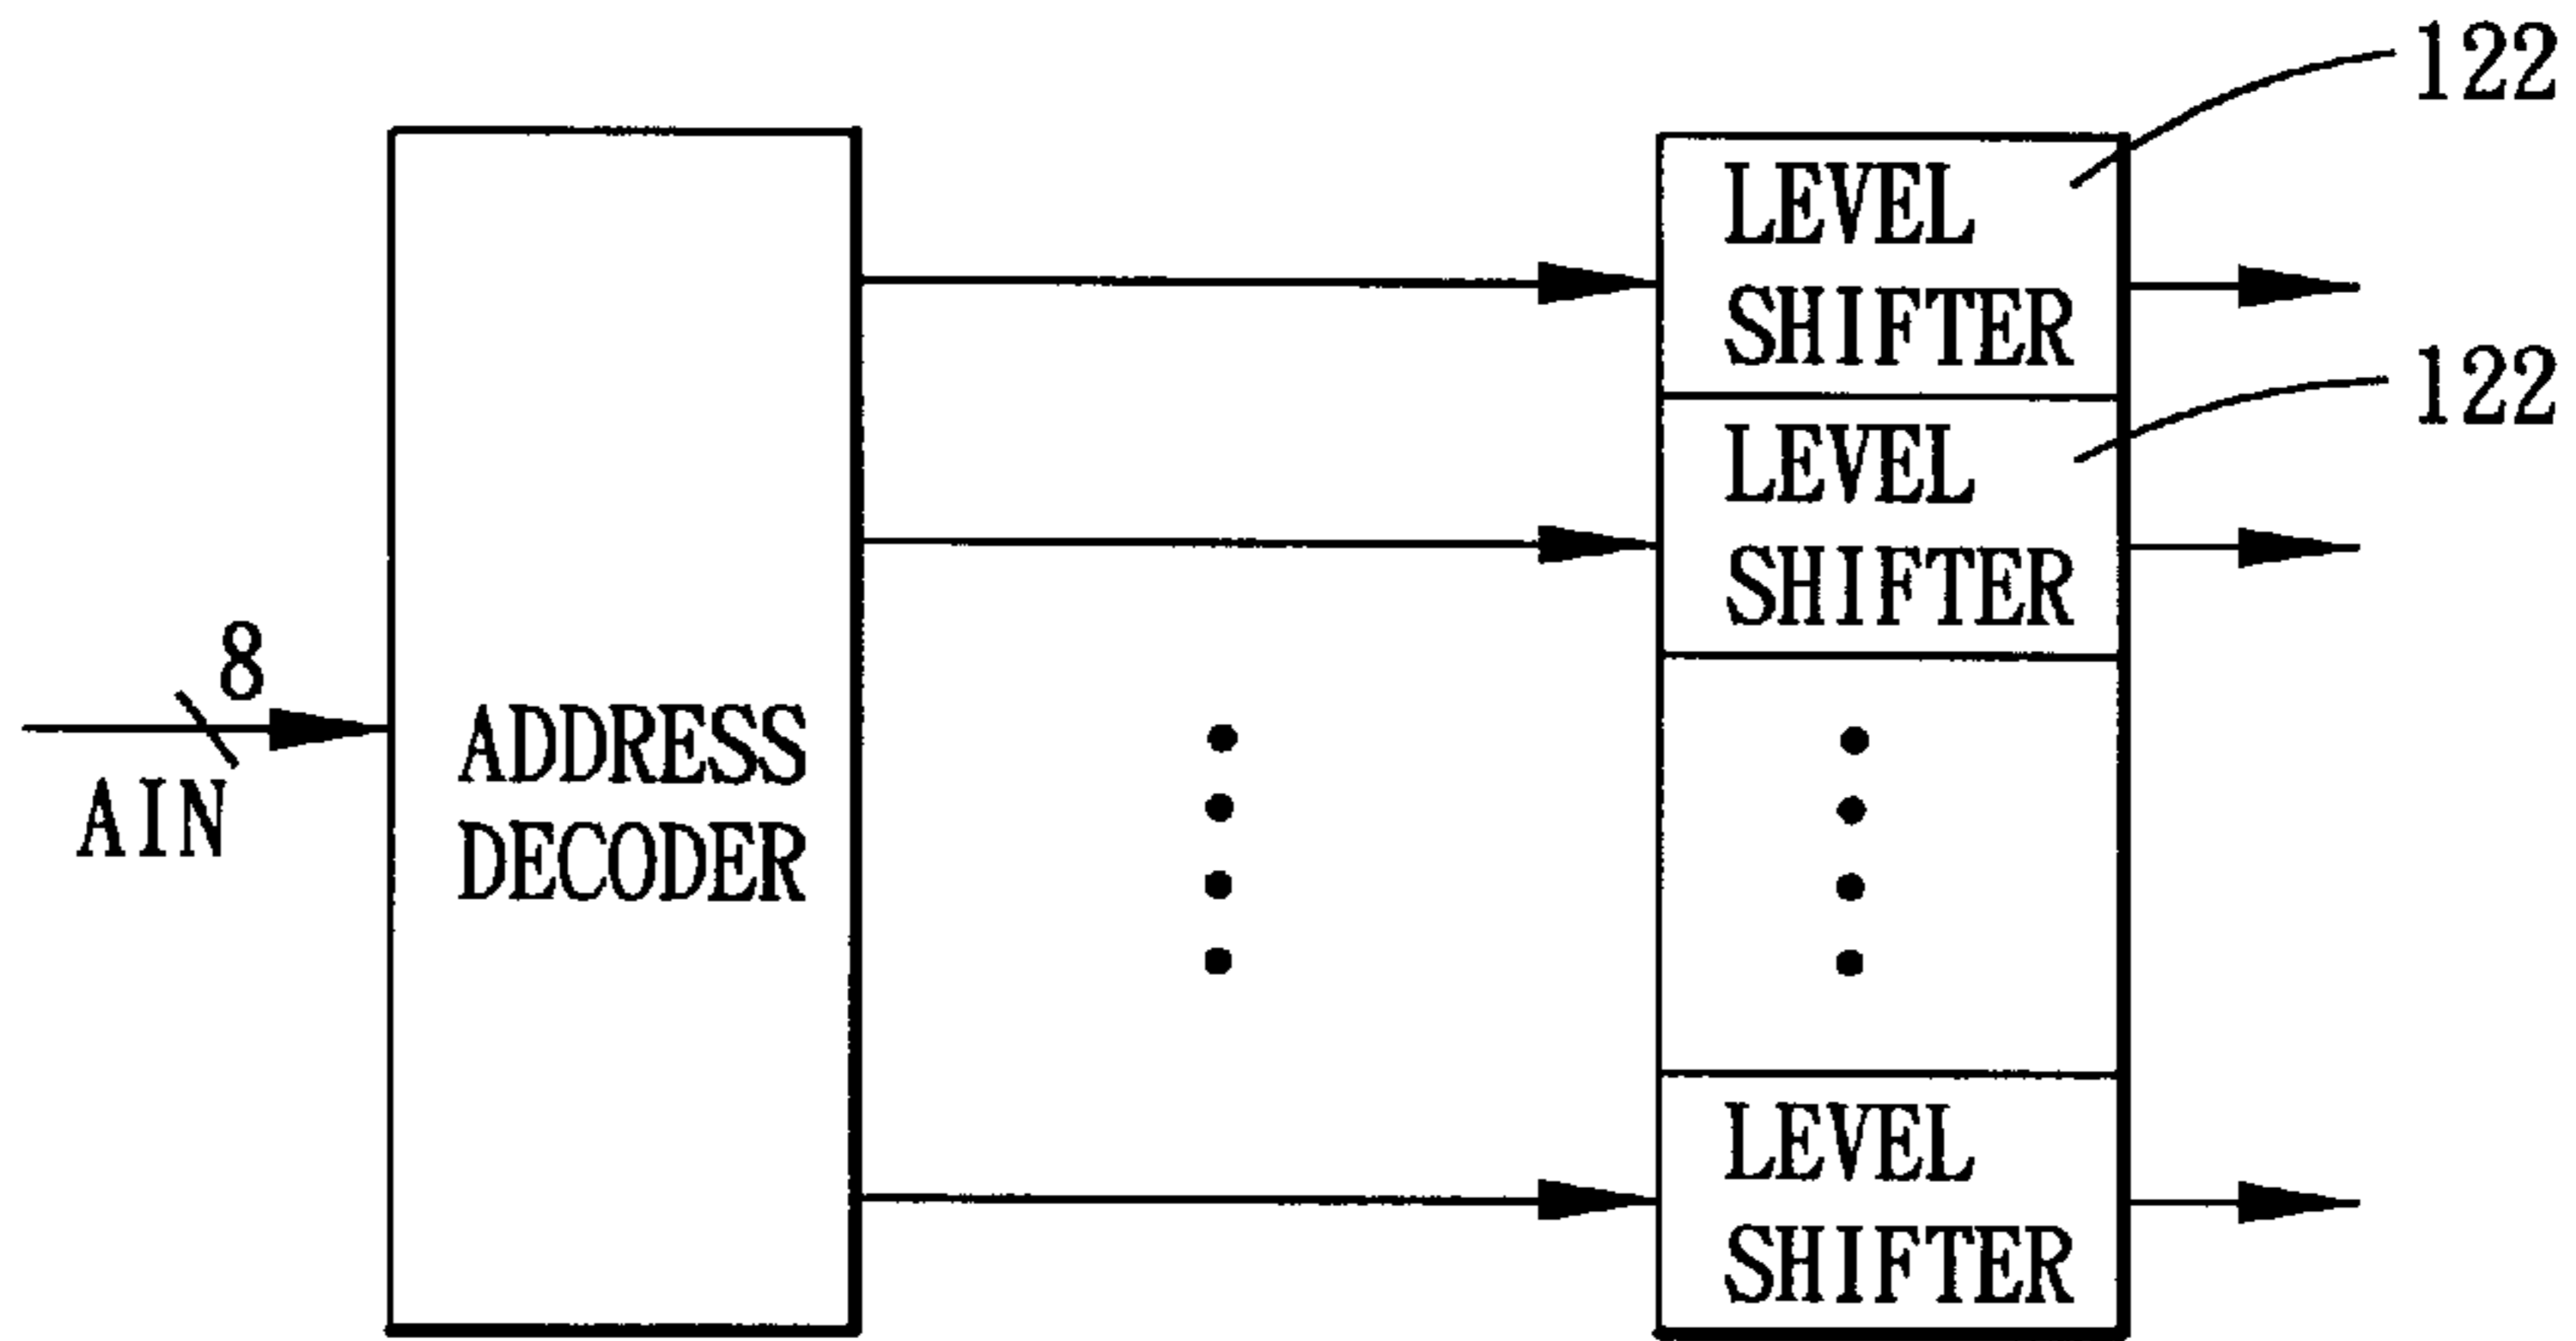 122
LEVEL
SHIFTER
122
LEVEL
SHIFTER
8
AIN
ADDRESS
DECODER
LEVEL
SHIFTER